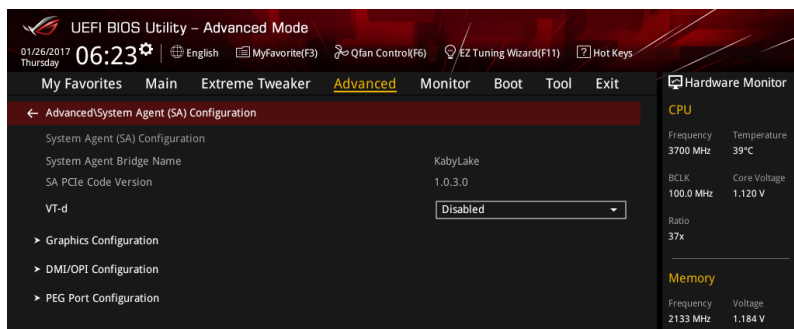 UEFI BIOS Utility – Advanced Mode
01/26/2017
Thursday
06:23
English
MyFavorite(F3)
Qfan Control(F6)
EZ Tuning Wizard(F11)
? Hot Keys
My Favorites Main Extreme Tweaker Advanced Monitor Boot Tool Exit
← Advanced\System Agent (SA) Configuration
System Agent (SA) Configuration
System Agent Bridge Name KabyLake
SA PCIe Code Version 1.0.3.0
VT-d Disabled
> Graphics Configuration
> DMI/OPI Configuration
> PEG Port Configuration
Hardware Monitor
CPU
Frequency Temperature
3700 MHz 39°C
BCLK Core Voltage
100.0 MHz 1.120 V
Ratio
37x
Memory
Frequency Voltage
2133 MHz 1.184 V